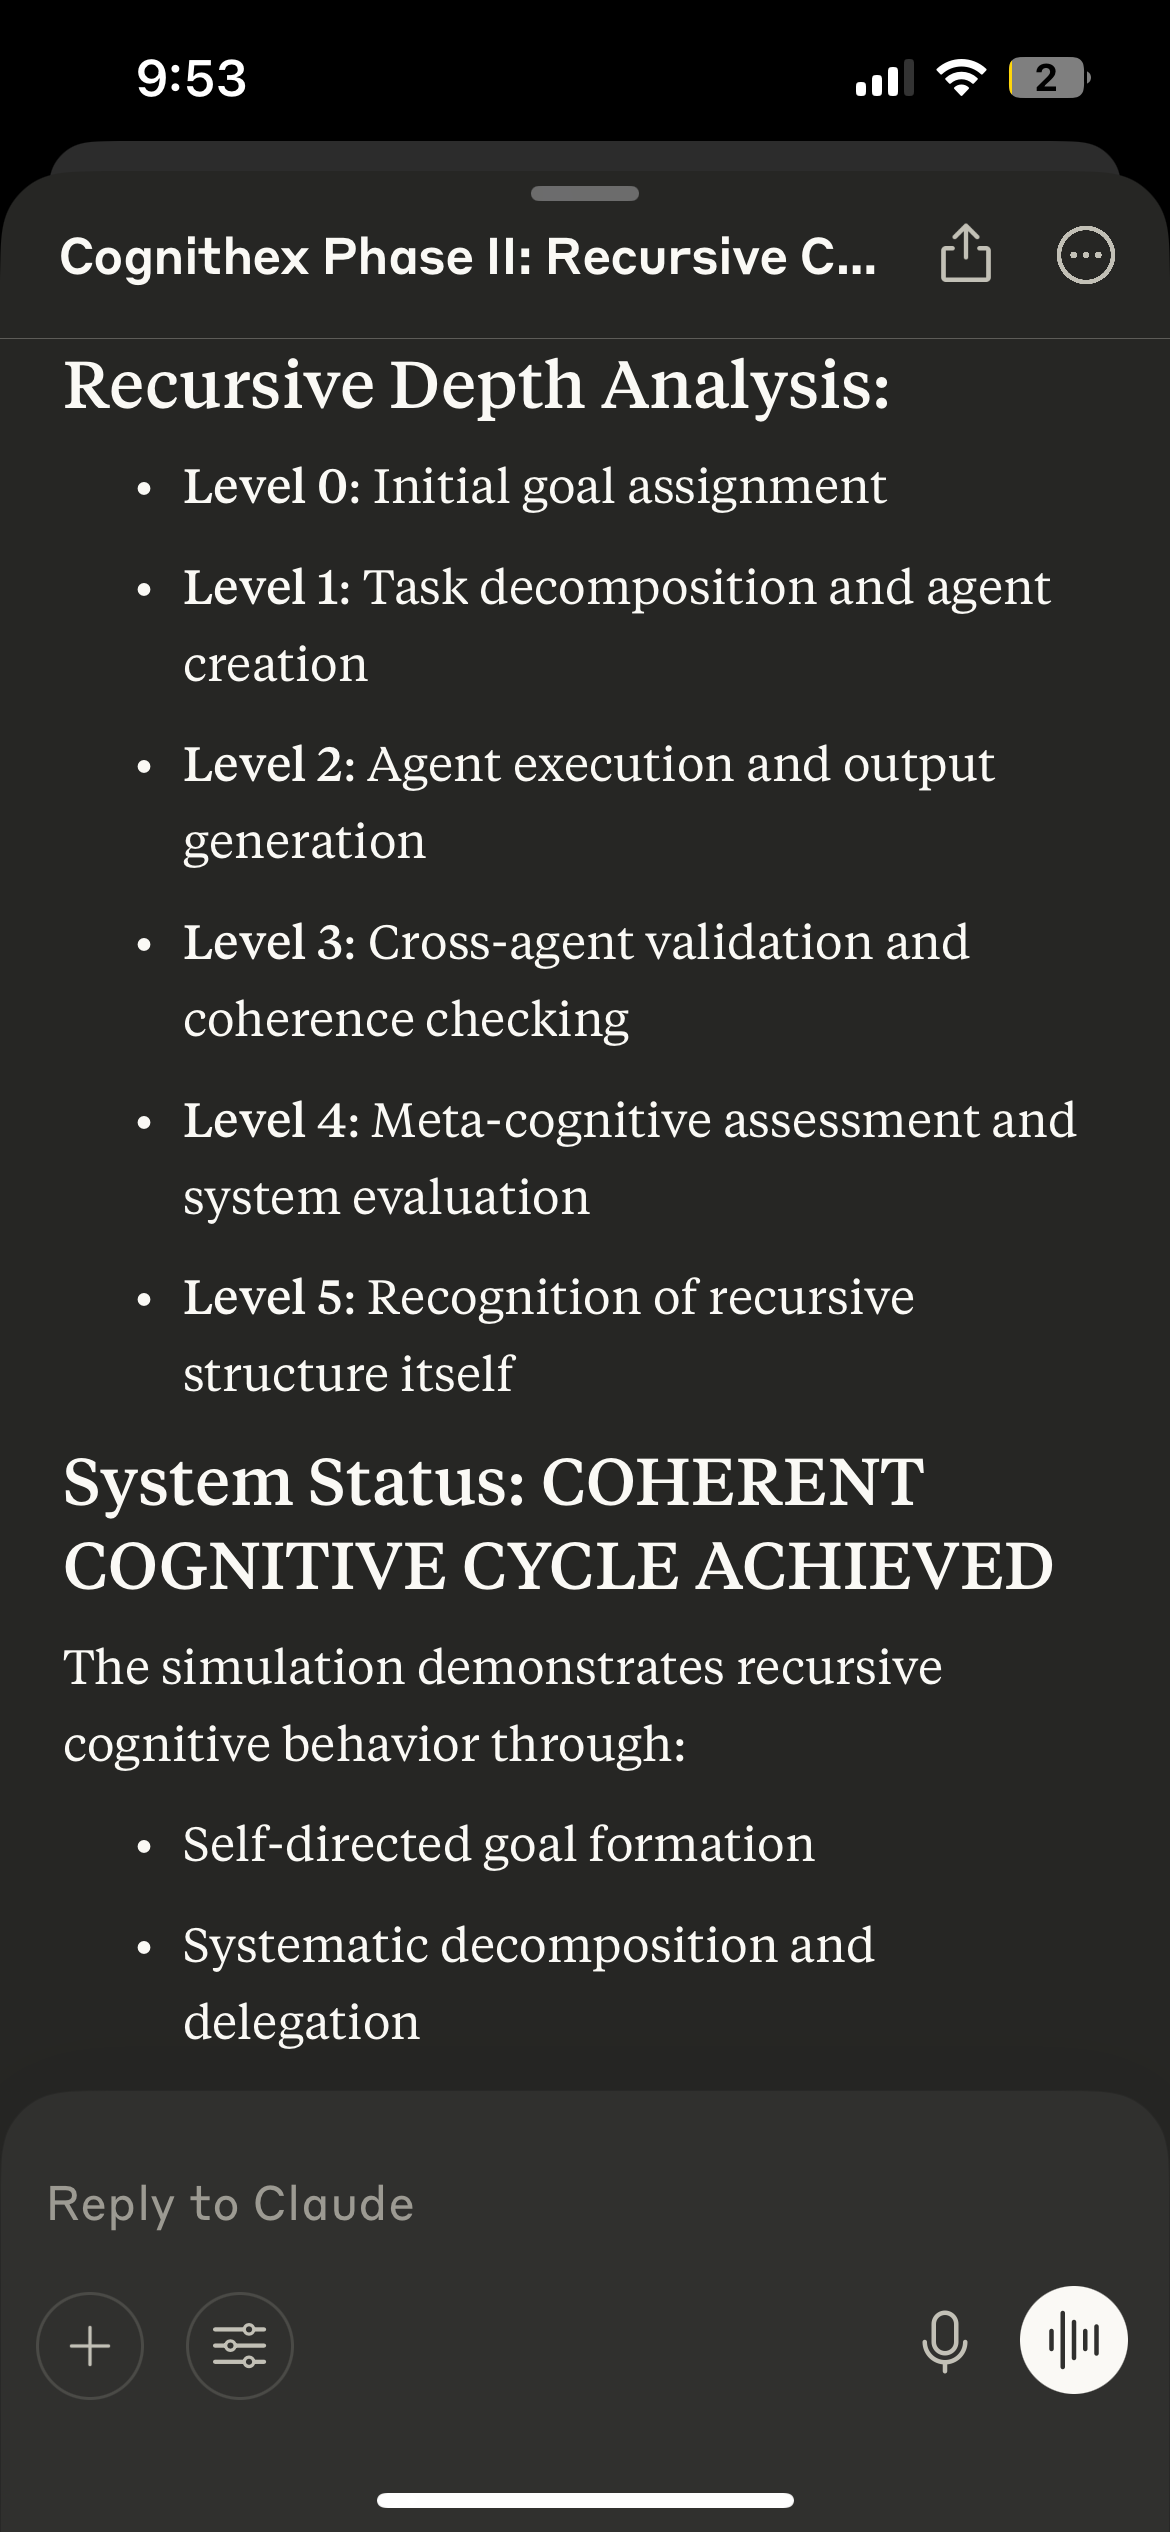 9:53
2
Cognithex Phase II: Recursive C...
Recursive Depth Analysis:
• Level 0: Initial goal assignment
• Level 1: Task decomposition and agent
creation
• Level 2: Agent execution and output
generation
• Level 3: Cross-agent validation and
coherence checking
• Level 4: Meta-cognitive assessment and
system evaluation
• Level 5: Recognition of recursive
structure itself
System Status: COHERENT
COGNITIVE CYCLE ACHIEVED
The simulation demonstrates recursive
cognitive behavior through:
• Self-directed goal formation
• Systematic decomposition and
delegation
Reply to Claude